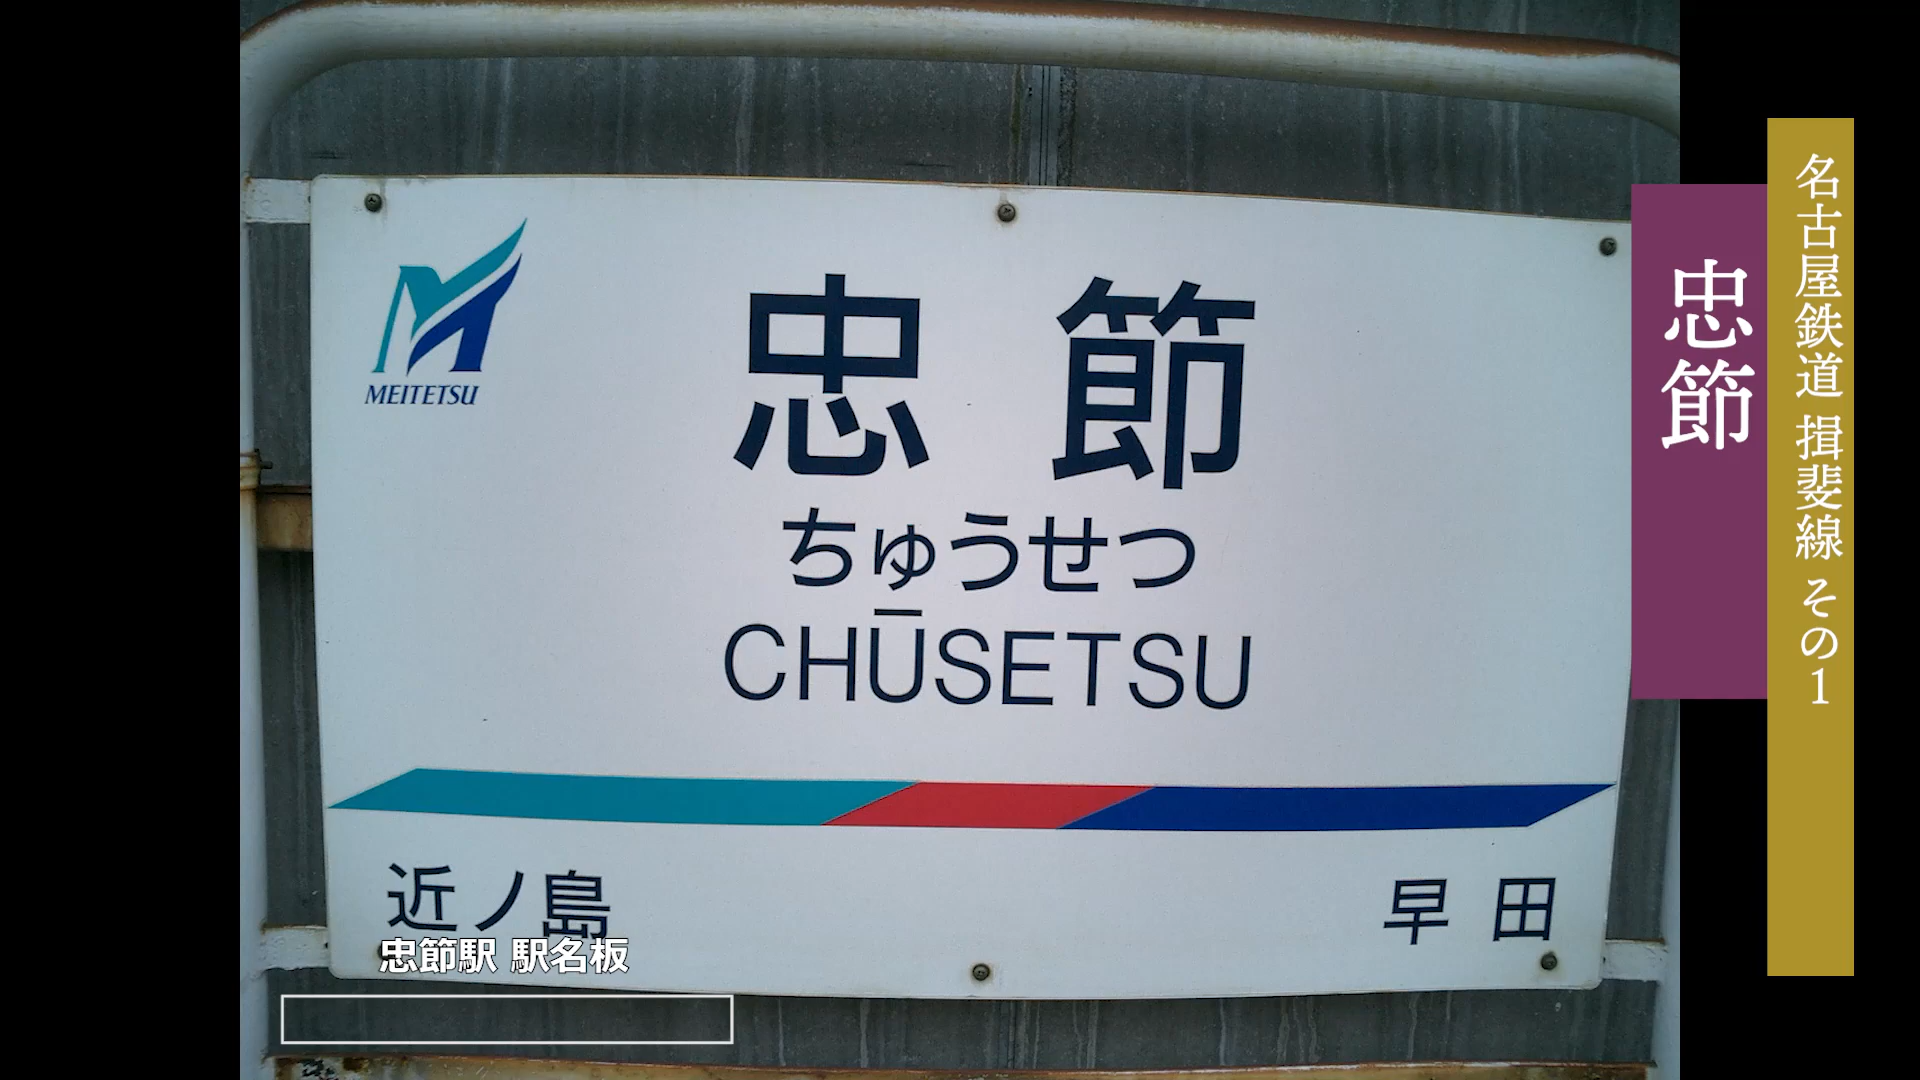 MEITETSU
忠節
ちゅうせつ
CHŪSETSU
近ノ島
早田
忠節駅 駅名板
忠節
名古屋鉄道 揖斐線 その1